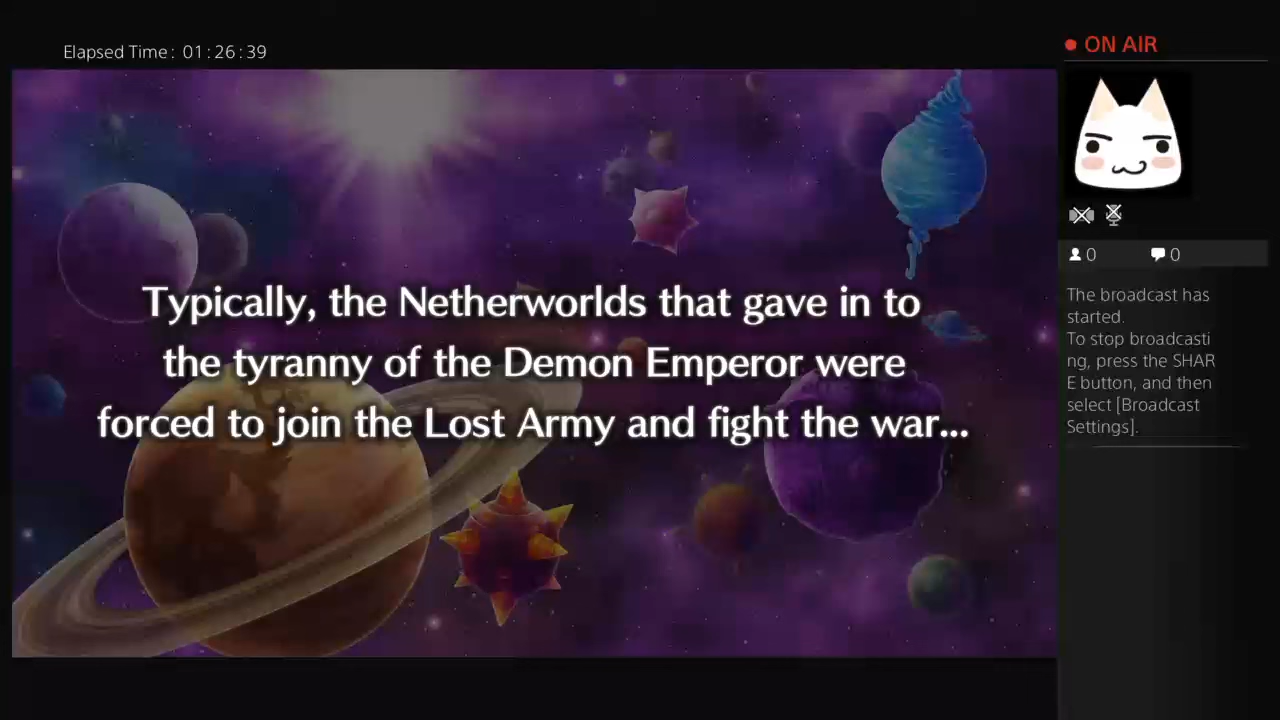 Elapsed Time: 01:26:39
ON AIR
Typically, the Netherworlds that gave in to
the tyranny of the Demon Emperor were
forced to join the Lost Army and fight the war...
0
0
The broadcast has
started.
To stop broadcasti
ng, press the SHAR
E button, and then
select [Broadcast
Settings].